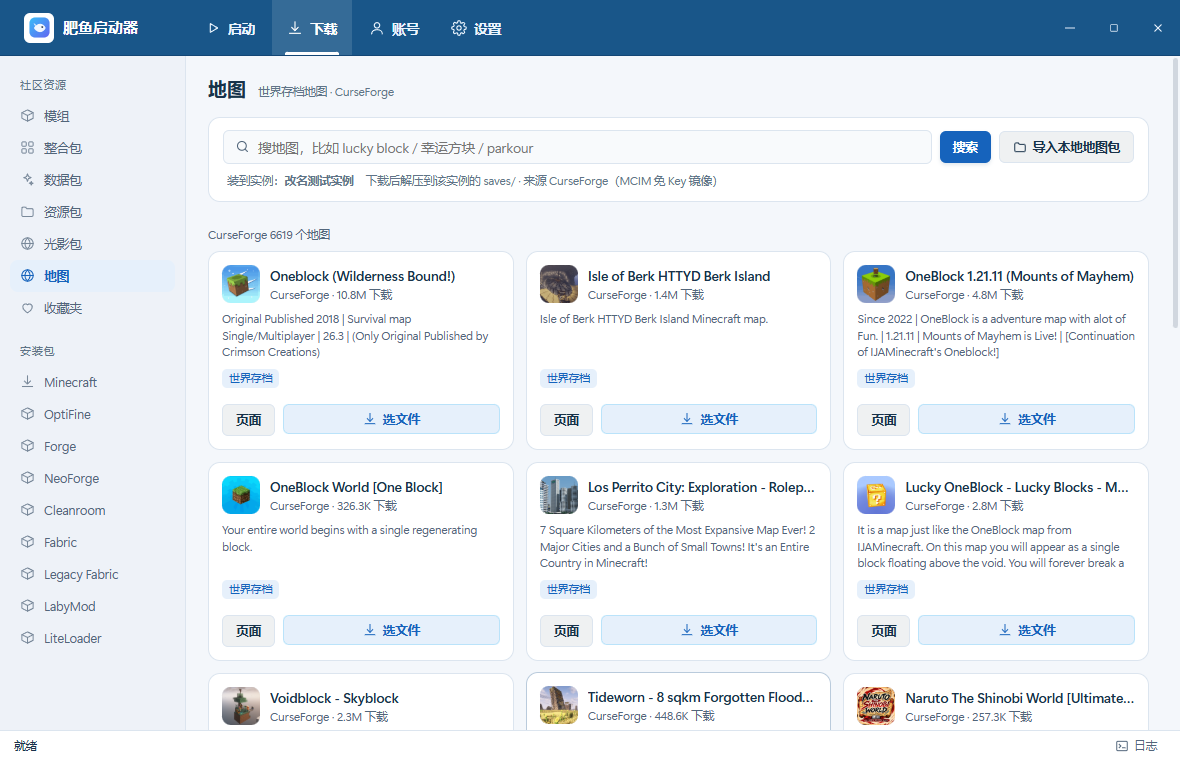 肥鱼启动器
启动
下载
账号
设置
社区资源
模组
整合包
数据包
资源包
光影包
地图
收藏夹
安装包
Minecraft
OptiFine
Forge
NeoForge
Cleanroom
Fabric
Legacy Fabric
LabyMod
LiteLoader
地图 世界存档地图 · CurseForge
搜地图，比如 lucky block / 幸运方块 / parkour
搜索
导入本地地图包
装到实例：改名测试实例 下载后解压到该实例的 saves/ · 来源 CurseForge（MCIM 免 Key 镜像）
CurseForge 6619 个地图
Oneblock (Wilderness Bound!)
CurseForge · 10.8M 下载
Original Published 2018 | Survival map
Single/Multiplayer | 26.3 | (Only Original Published by
Crimson Creations)
世界存档
页面
选文件
Isle of Berk HTTYD Berk Island
CurseForge · 1.4M 下载
Isle of Berk HTTYD Berk Island Minecraft map.
世界存档
页面
选文件
OneBlock 1.21.11 (Mounts of Mayhem)
CurseForge · 4.8M 下载
Since 2022 | OneBlock is a adventure map with alot of
Fun. | 1.21.11 | Mounts of Mayhem is Live! | [Continuation
of IJAMinecraft's Oneblock!]
世界存档
页面
选文件
OneBlock World [One Block]
CurseForge · 326.3K 下载
Your entire world begins with a single regenerating
block.
世界存档
页面
选文件
Los Perrito City: Exploration - Rolep...
CurseForge · 1.3M 下载
7 Square Kilometers of the Most Expansive Map Ever! 2
Major Cities and a Bunch of Small Towns! It's an Entire
Country in Minecraft!
世界存档
页面
选文件
Lucky OneBlock - Lucky Blocks - M...
CurseForge · 2.8M 下载
It is a map just like the OneBlock map from
IJAMinecraft. On this map you will appear as a single
block floating above the void. You will forever break a
世界存档
页面
选文件
Voidblock - Skyblock
CurseForge · 2.3M 下载
Tideworn - 8 sqkm Forgotten Flood...
CurseForge · 448.6K 下载
NARUTO
THE
SHINOBI
WORLD
Naruto The Shinobi World [Ultimate...
CurseForge · 257.3K 下载
就绪
日志